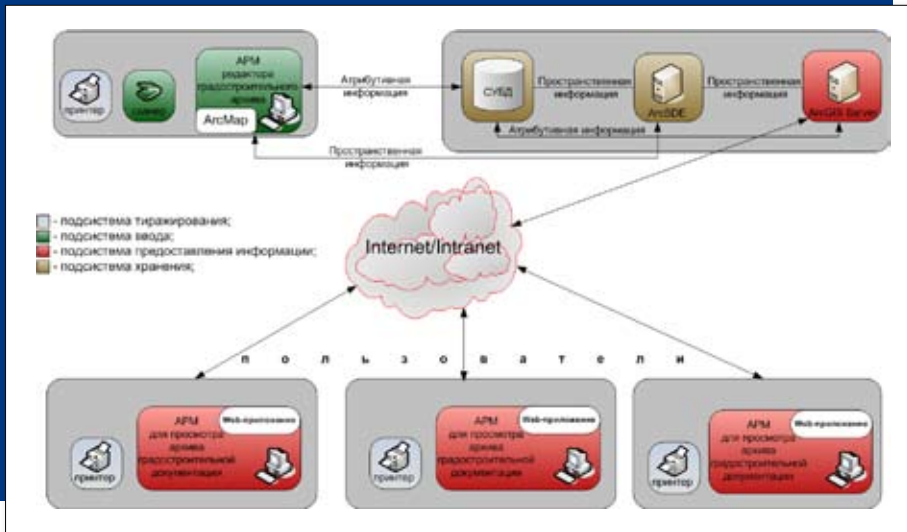 АРМ
редактора
градостроительного
архива
принтер
сканер
ArcMap
Атрибутивная
информация
Пространственная
информация
СУБД
Пространственная
информация
ArcSDE
Пространственная
информация
ArcGIS Server
Атрибутивная информация
- подсистема тиражирования;
- подсистема ввода;
- подсистема предоставления информации;
- подсистема хранения;
Internet/Intranet
п о л ь з о в а т е л и
АРМ
Web-приложение
для просмотра
архива
градостроительной
документации
принтер
АРМ
Web-приложение
для просмотра
архива
градостроительной
документации
принтер
АРМ
Web-приложение
для просмотра
архива
градостроительной
документации
принтер